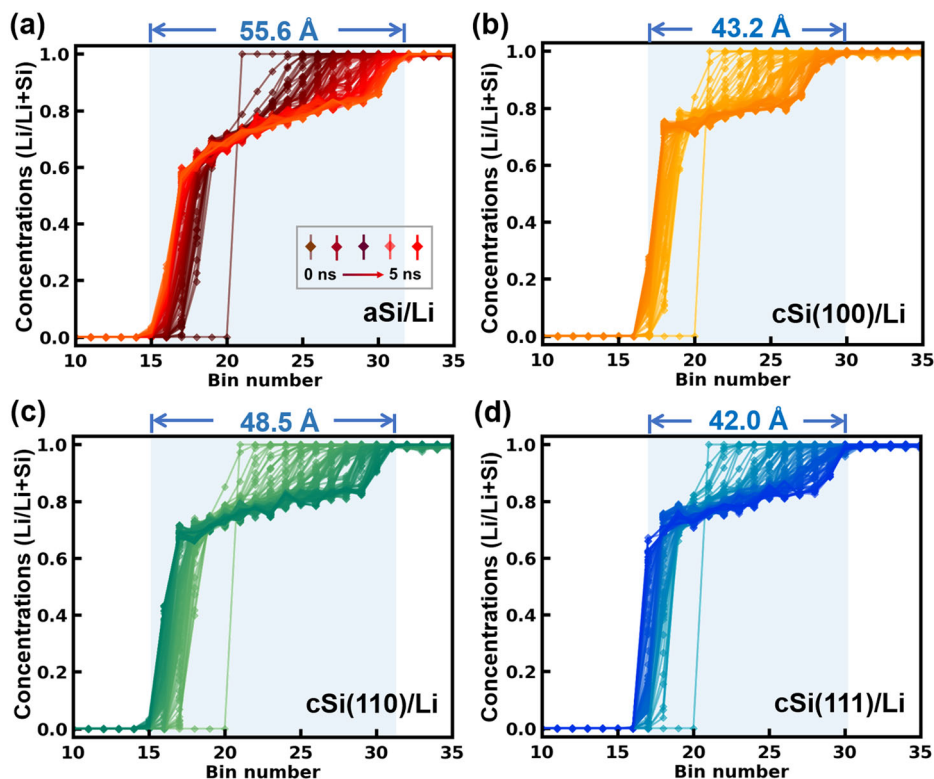 (a)
55.6 Å
Concentrations (Li/Li+Si)
1.0
0.8
0.6
0.4
0.2
0.0
0 ns
5 ns
aSi/Li
10 15 20 25 30 35
Bin number
(b)
43.2 Å
Concentrations (Li/Li+Si)
1.0
0.8
0.6
0.4
0.2
0.0
cSi(100)/Li
10 15 20 25 30 35
Bin number
(c)
48.5 Å
Concentrations (Li/Li+Si)
1.0
0.8
0.6
0.4
0.2
0.0
cSi(110)/Li
10 15 20 25 30 35
Bin number
(d)
42.0 Å
Concentrations (Li/Li+Si)
1.0
0.8
0.6
0.4
0.2
0.0
cSi(111)/Li
10 15 20 25 30 35
Bin number